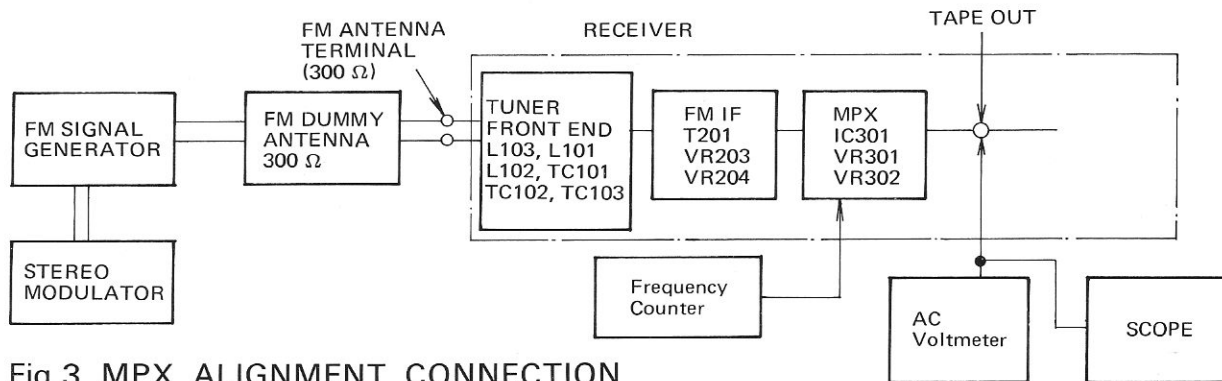 FM ANTENNA
TERMINAL
(300 Ω)
RECEIVER
TAPE OUT
FM SIGNAL
GENERATOR
FM DUMMY
ANTENNA
300 Ω
TUNER
FRONT END
L103, L101
L102, TC101
TC102, TC103
FM IF
T201
VR203
VR204
MPX
IC301
VR301
VR302
STEREO
MODULATOR
Frequency
Counter
AC
Voltmeter
SCOPE
Fig.3 MPX ALIGNMENT CONNECTION